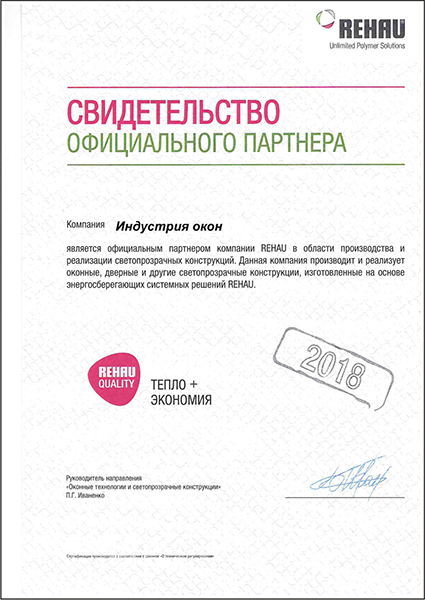 REHAU
Unlimited Polymer Solutions
СВИДЕТЕЛЬСТВО
ОФИЦИАЛЬНОГО ПАРТНЕРА
Компания Индустрия окон
является официальным партнером компании REHAU в области производства и
реализации светопрозрачных конструкций. Данная компания производит и реализует
оконные, дверные и другие светопрозрачные конструкции, изготовленные на основе
энергосберегающих системных решений REHAU.
2018
REHAU
QUALITY
ТЕПЛО +
ЭКОНОМИЯ
Руководитель направления
«Оконные технологии и светопрозрачные конструкции»
П.Г. Иваненко
Сертификация производится в соответствии с законом «О техническом регулировании»